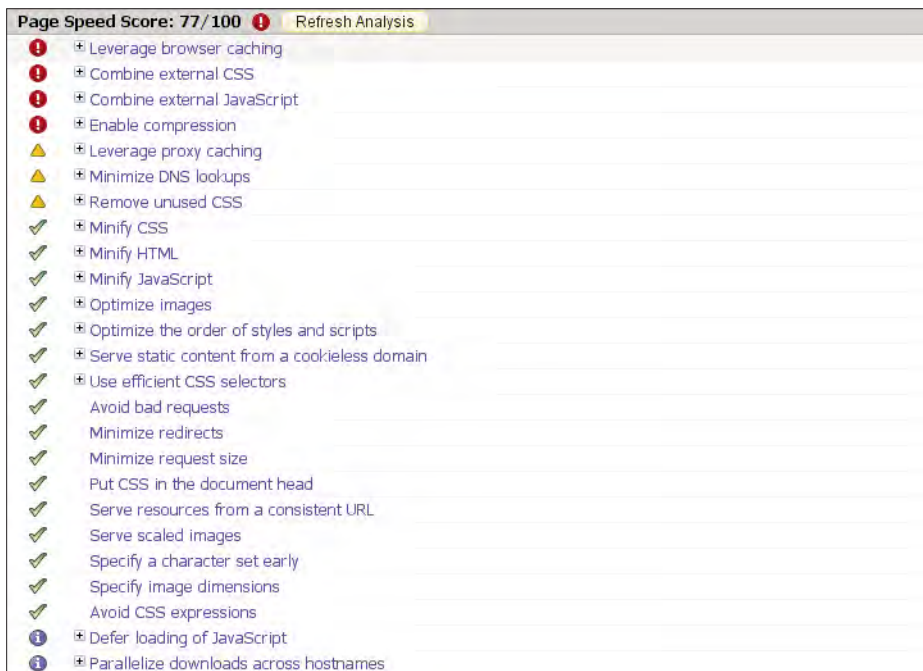 Page Speed Score: 77/100 Refresh Analysis
Leverage browser caching
Combine external CSS
Combine external JavaScript
Enable compression
Leverage proxy caching
Minimize DNS lookups
Remove unused CSS
Minify CSS
Minify HTML
Minify JavaScript
Optimize images
Optimize the order of styles and scripts
Serve static content from a cookieless domain
Use efficient CSS selectors
Avoid bad requests
Minimize redirects
Minimize request size
Put CSS in the document head
Serve resources from a consistent URL
Serve scaled images
Specify a character set early
Specify image dimensions
Avoid CSS expressions
Defer loading of JavaScript
Parallelize downloads across hostnames